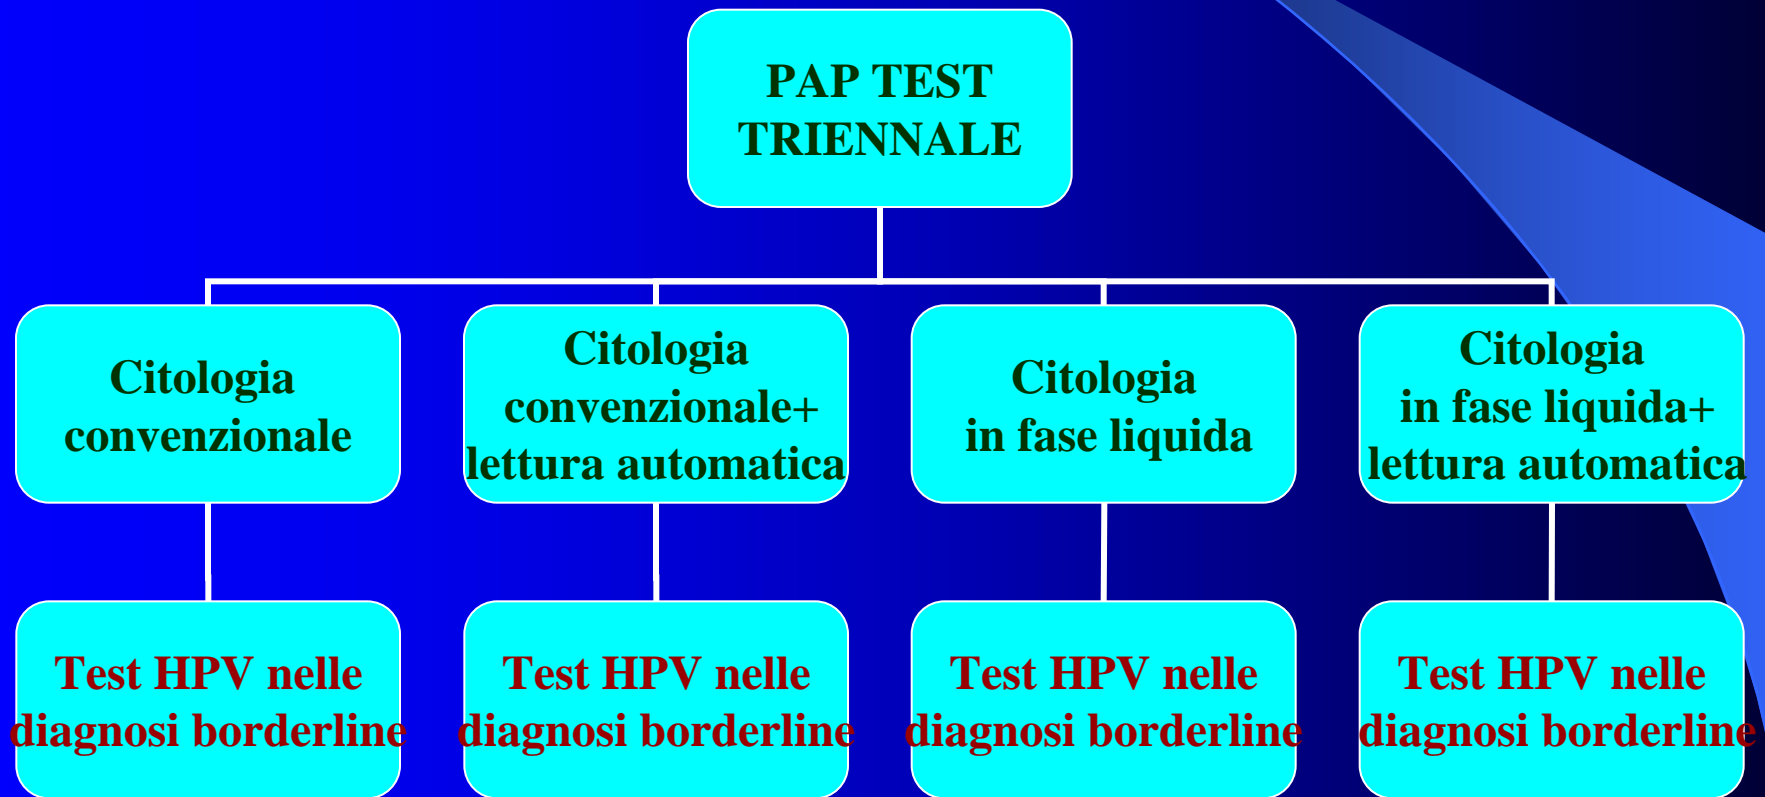 PAP TEST
TRIENNALE
Citologia
convenzionale
Citologia
convenzionale+
lettura automatica
Citologia
in fase liquida
Citologia
in fase liquida+
lettura automatica
Test HPV nelle
diagnosi borderline
Test HPV nelle
diagnosi borderline
Test HPV nelle
diagnosi borderline
Test HPV nelle
diagnosi borderline